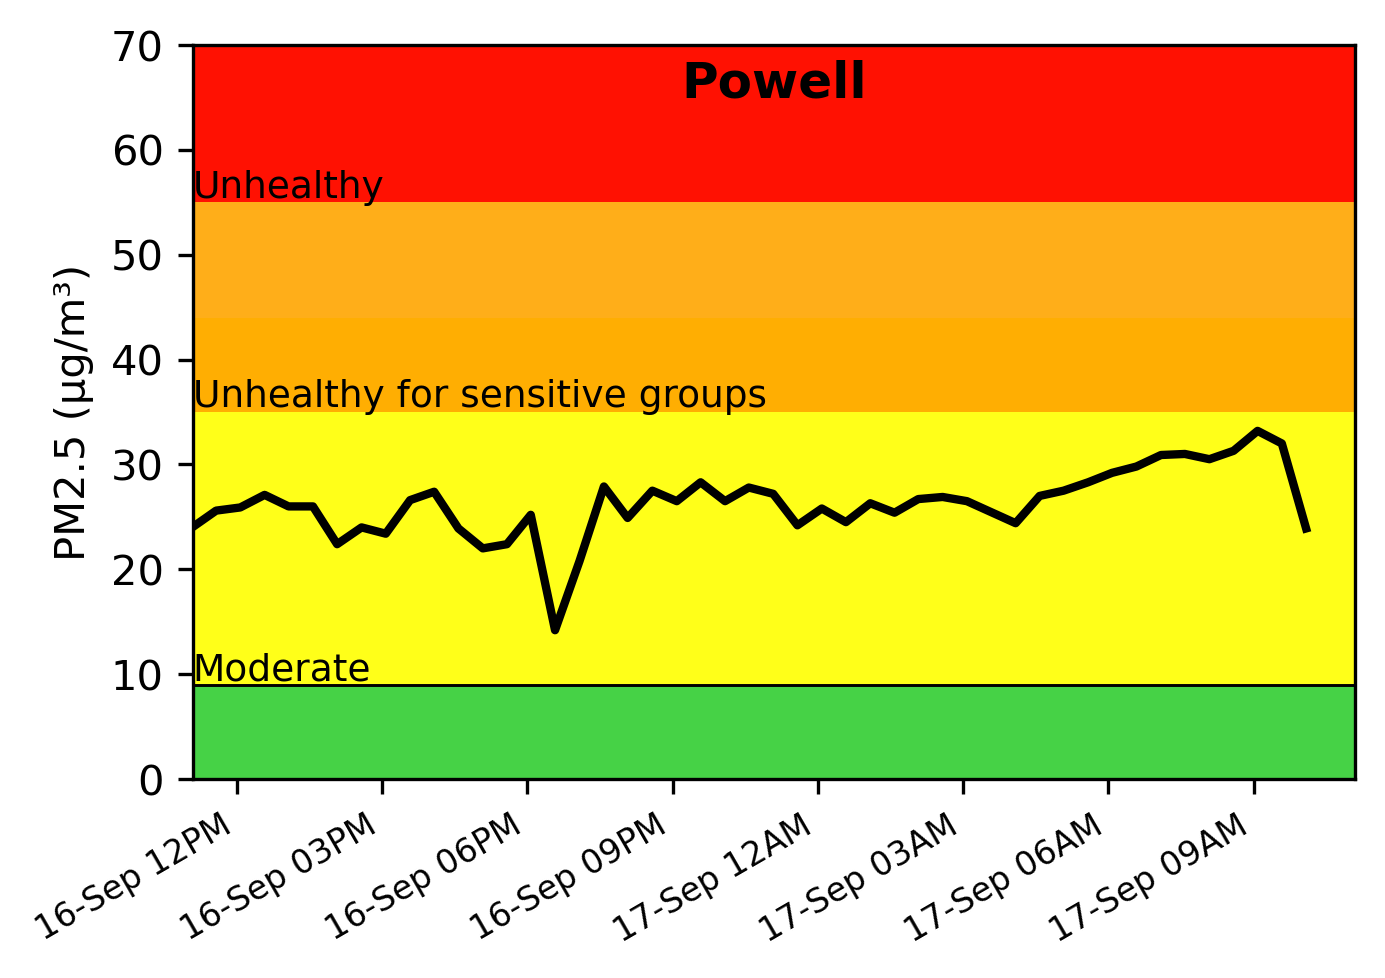 Powell
70
60
50
40
30
20
10
0
PM2.5 (µg/m³)
Unhealthy
Unhealthy for sensitive groups
Moderate
16-Sep 12PM
16-Sep 03PM
16-Sep 06PM
16-Sep 09PM
17-Sep 12AM
17-Sep 03AM
17-Sep 06AM
17-Sep 09AM